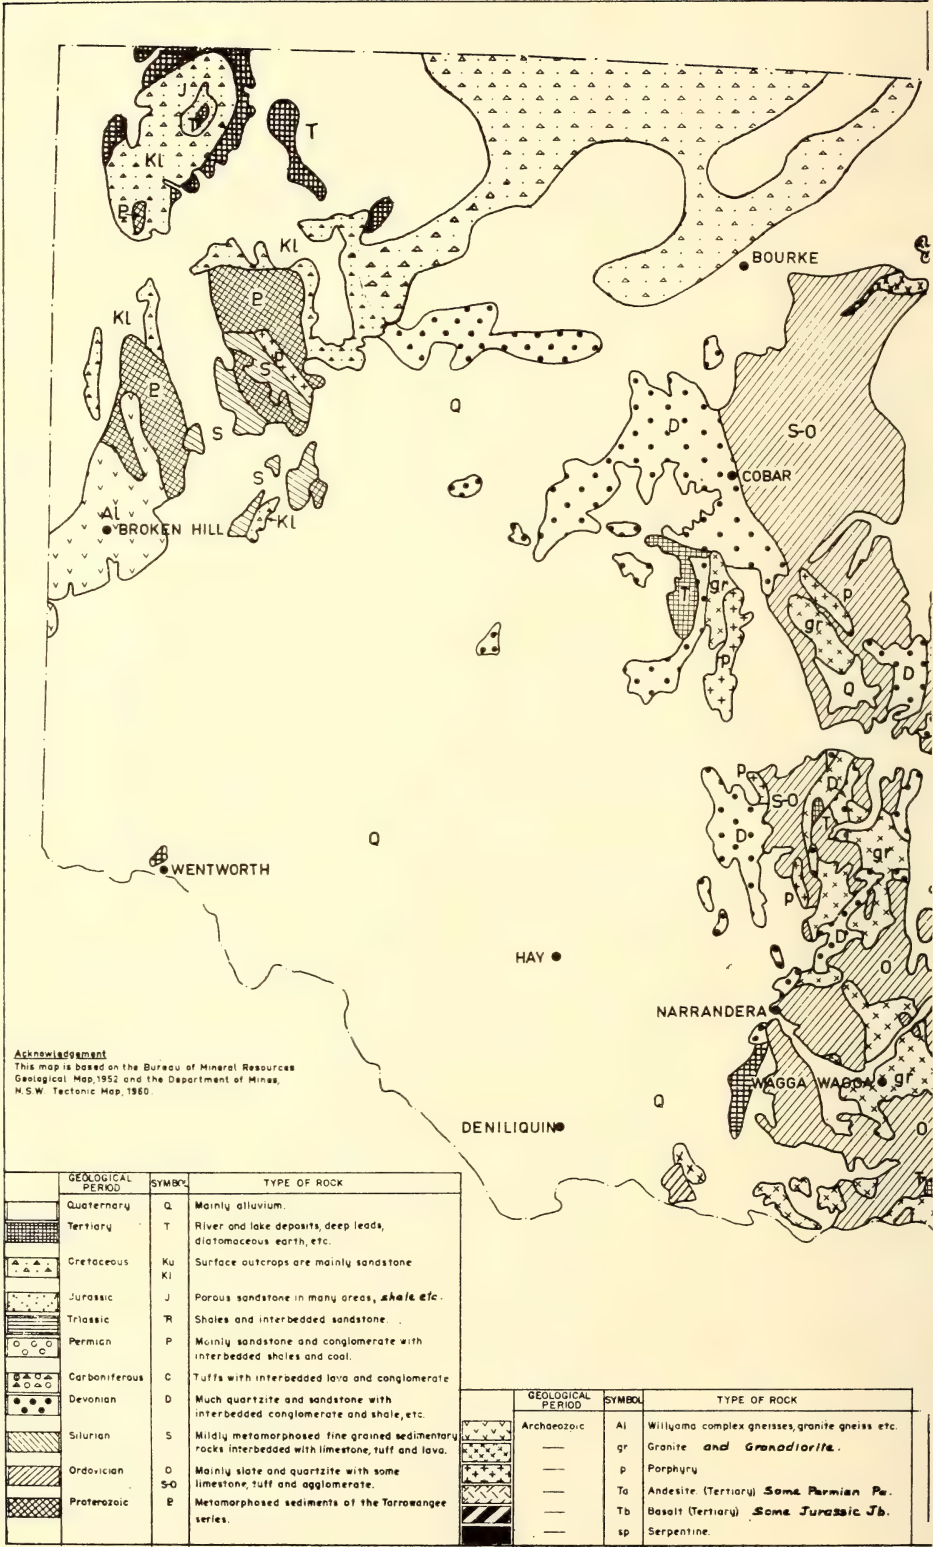 J
T
T
Kl
P
Kl
BOURKE
P
Kl
P
S
P
Q
D
S-O
S
S
COBAR
Al
BROKEN HILL
Kl
T
gr
p
gr
p
D
Q
p
S-O
D
T
D
Q
gr
WENTWORTH
p
D
HAY
O
NARRANDERA
Acknowledgement
This map is based on the Bureau of Mineral Resources
Geological Map,1952 and the Department of Mines,
N.S.W. Tectonic Map, 1960.
WAGGA WAGGA
gr
Q
DENILIQUIN
O
GEOLOGICAL PERIOD SYMBOL TYPE OF ROCK
Quaternary Q Mainly alluvium.
Tertiary T River and lake deposits, deep leads,
diatomaceous earth, etc.
Cretaceous Ku Surface outcrops are mainly sandstone
Kl
Jurassic J Porous sandstone in many areas, shale etc.
Triassic R Shales and interbedded sandstone.
Permian P Mainly sandstone and conglomerate with
interbedded shales and coal.
Carboniferous C Tuffs with interbedded lava and conglomerate
Devonian D Much quartzite and sandstone with
interbedded conglomerate and shale, etc.
Silurian S Mildly metamorphosed fine grained sedimentary
rocks interbedded with limestone, tuff and lava.
Ordovician O Mainly slate and quartzite with some
S-O limestone, tuff and agglomerate.
Proterozoic P Metamorphosed sediments of the Torrowangee
series.
GEOLOGICAL PERIOD SYMBOL TYPE OF ROCK
Archaeozoic Al Willyama complex gneisses, granite gneiss etc.
— gr Granite and Granodiorite.
— p Porphyry
— Ta Andesite. (Tertiary) Some Permian Pa.
— Tb Basalt (Tertiary) Some Jurassic Jb.
— sp Serpentine.